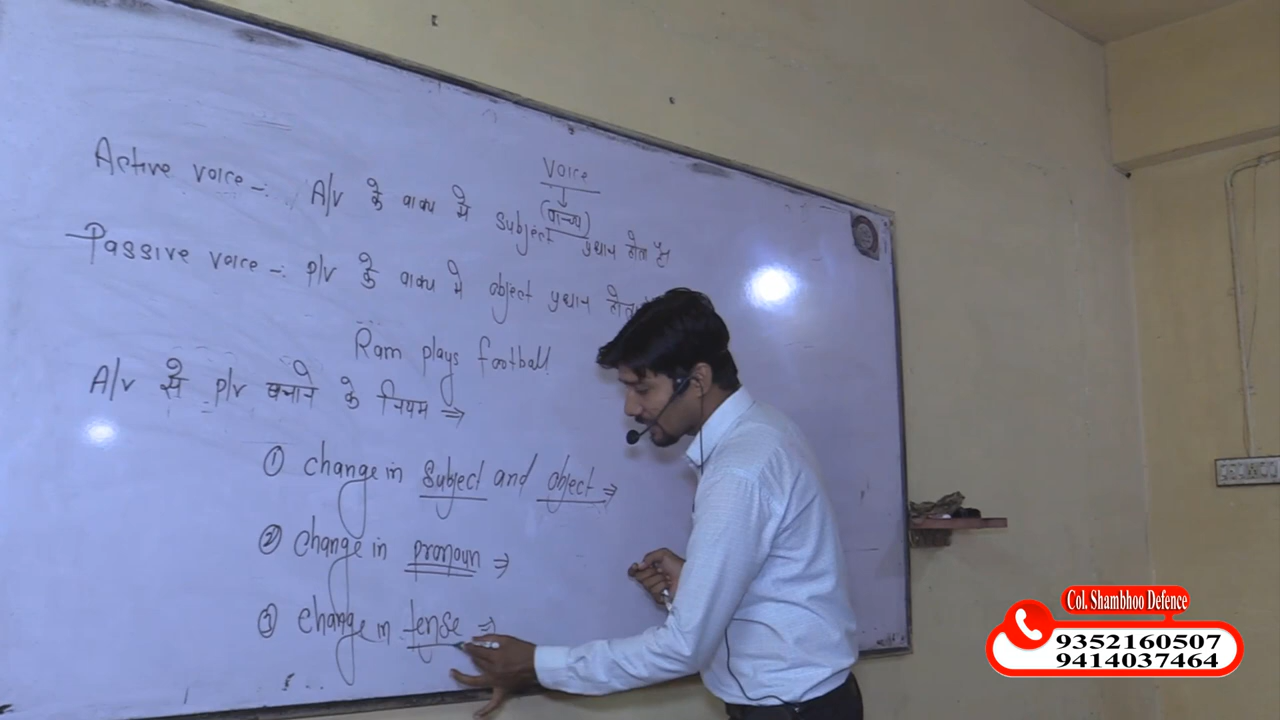 Voice
(वाच्य)
Active voice -: A/v के वाक्य मे subject प्रधान होता है।
Passive voice -: P/v के वाक्य मे object प्रधान होता
Ram plays football
A/v से P/v बनाने के नियम ⇒
① change in subject and object ⇒
② change in pronoun ⇒
③ change in tense ⇒
Col. Shambhoo Defence
9352160507
9414037464